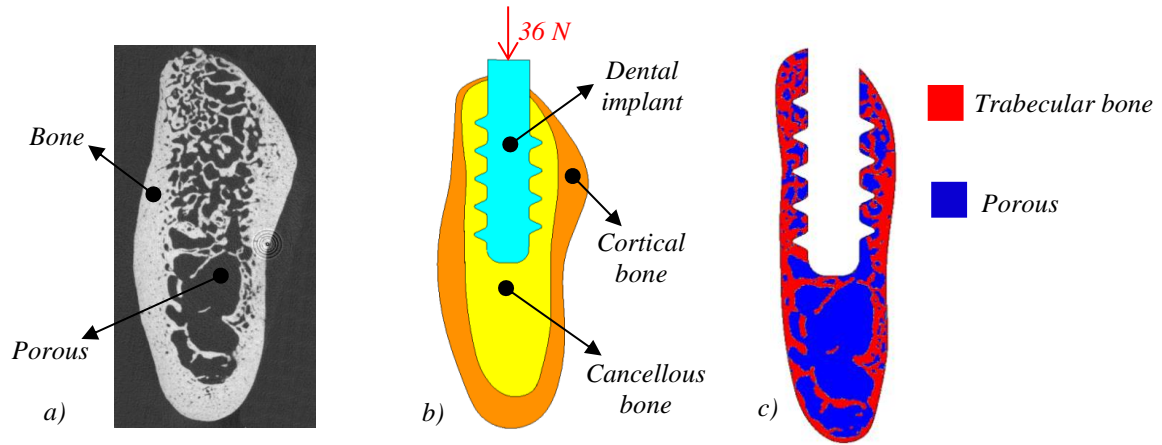 Bone
Porous
a)
36 N
Dental
implant
Cortical
bone
Cancellous
bone
b)
Trabecular bone
Porous
c)